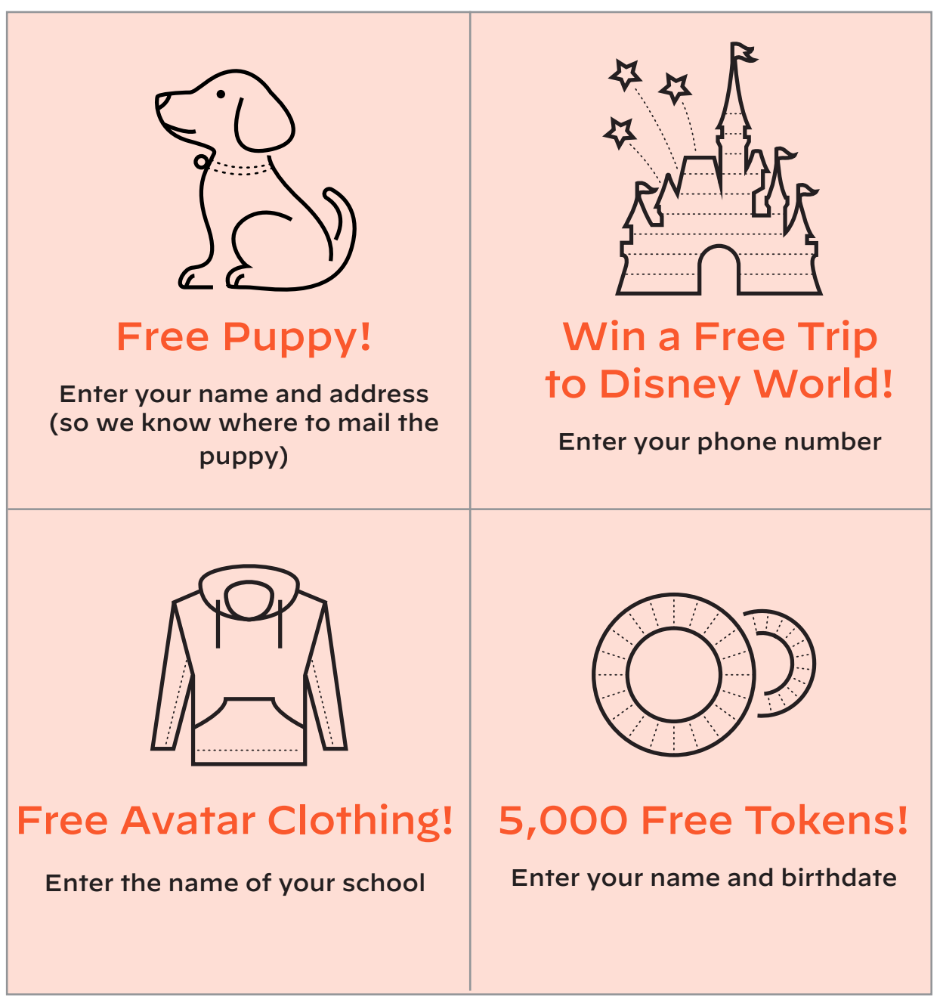 Free Puppy!
Enter your name and address
(so we know where to mail the
puppy)
Win a Free Trip
to Disney World!
Enter your phone number
Free Avatar Clothing!
Enter the name of your school
5,000 Free Tokens!
Enter your name and birthdate